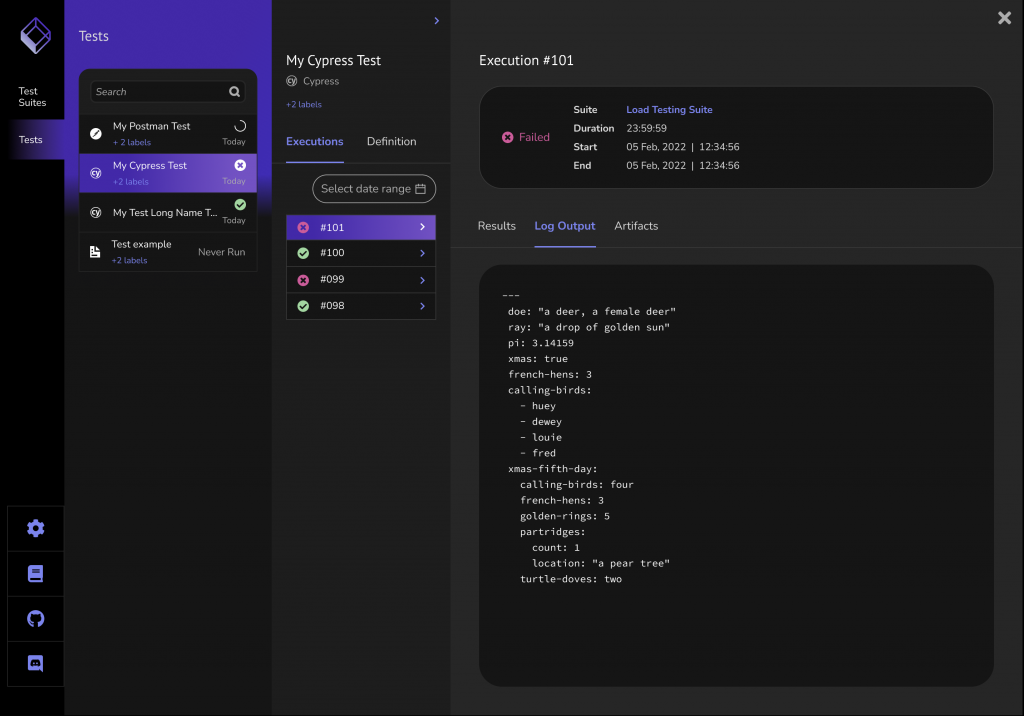 Test
Suites
Tests
Tests
Search
My Postman Test
+ 2 labels
Today
My Cypress Test
+2 labels
Today
My Test Long Name T...
Today
Test example
+2 labels
Never Run
My Cypress Test
cy Cypress
+2 labels
Executions Definition
Select date range
#101
#100
#099
#098
Execution #101
Failed
Suite Load Testing Suite
Duration 23:59:59
Start 05 Feb, 2022 | 12:34:56
End 05 Feb, 2022 | 12:34:56
Results Log Output Artifacts
---
doe: "a deer, a female deer"
ray: "a drop of golden sun"
pi: 3.14159
xmas: true
french-hens: 3
calling-birds:
- huey
- dewey
- louie
- fred
xmas-fifth-day:
calling-birds: four
french-hens: 3
golden-rings: 5
partridges:
count: 1
location: "a pear tree"
turtle-doves: two